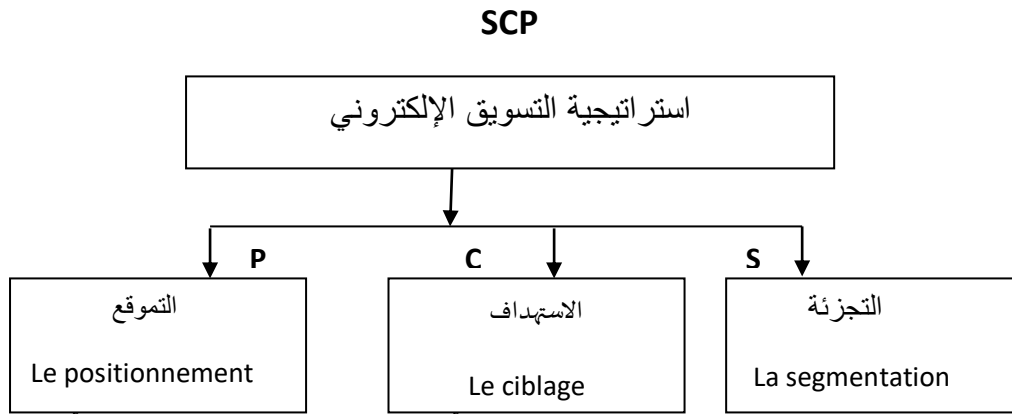 SCP
استراتيجية التسويق الإلكتروني
S
C
P
التجزئة
La segmentation
الاستهداف
Le ciblage
التموقع
Le positionnement